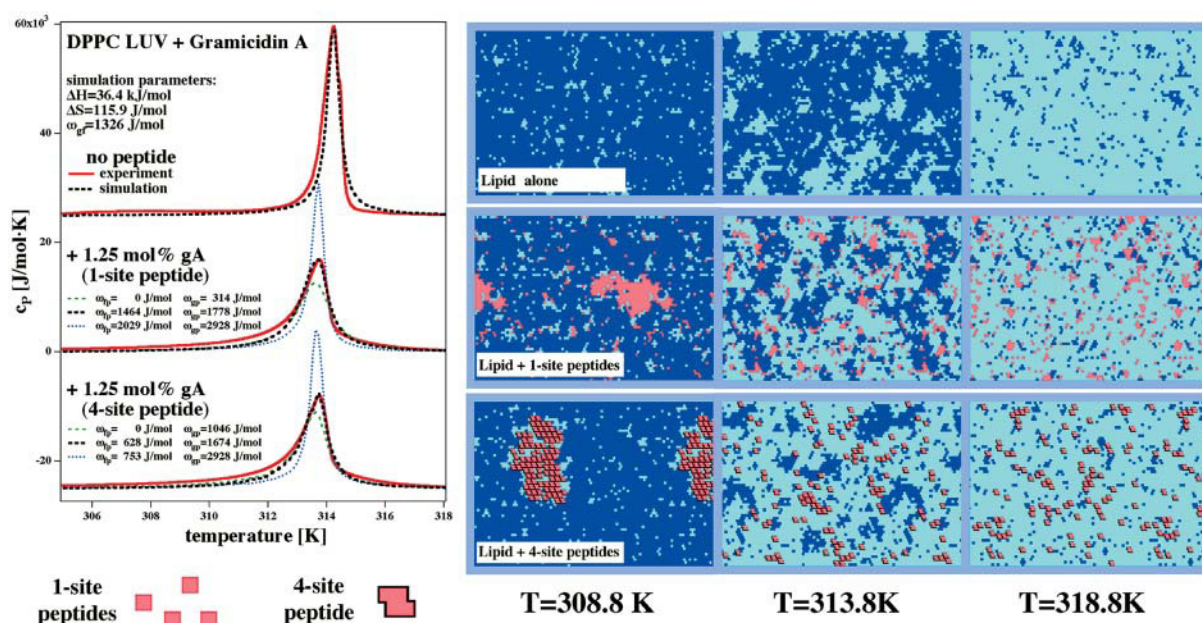 60x10³
DPPC LUV + Gramicidin A
simulation parameters:
ΔH=36.4 kJ/mol
ΔS=115.9 J/mol
ω_gf=1326 J/mol
no peptide
experiment
simulation
40
20
0
-20
c_P [J/mol·K]
+ 1.25 mol% gA
(1-site peptide)
ω_fp= 0 J/mol ω_gp= 314 J/mol
ω_fp=1464 J/mol ω_gp=1778 J/mol
ω_fp=2029 J/mol ω_gp=2928 J/mol
+ 1.25 mol% gA
(4-site peptide)
ω_fp= 0 J/mol ω_gp=1046 J/mol
ω_fp= 628 J/mol ω_gp=1674 J/mol
ω_fp= 753 J/mol ω_gp=2928 J/mol
306 308 310 312 314 316 318
temperature [K]
1-site
peptides
4-site
peptide
Lipid alone
Lipid + 1-site peptides
Lipid + 4-site peptides
T=308.8 K T=313.8K T=318.8K